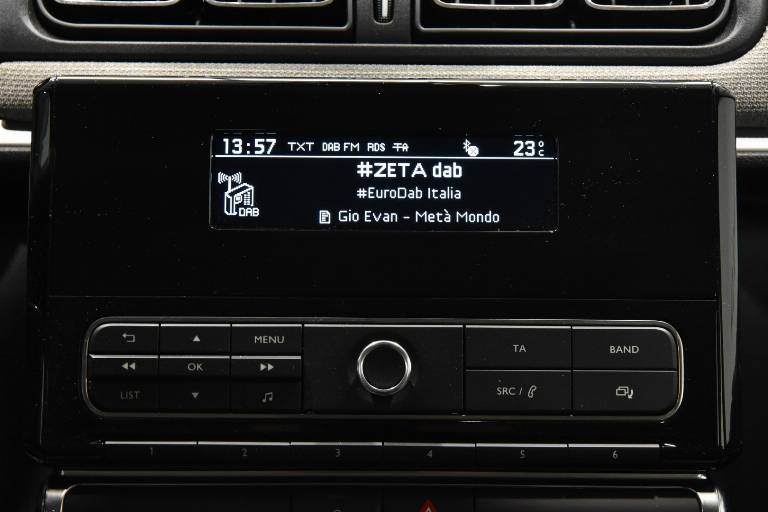 13:57 TXT DAB FM RDS TA 23°C
#ZETA dab
#EuroDab Italia
DAB
Gio Evan - Metà Mondo
MENU
TA BAND
OK
SRC /
LIST
1 2 3 4 5 6